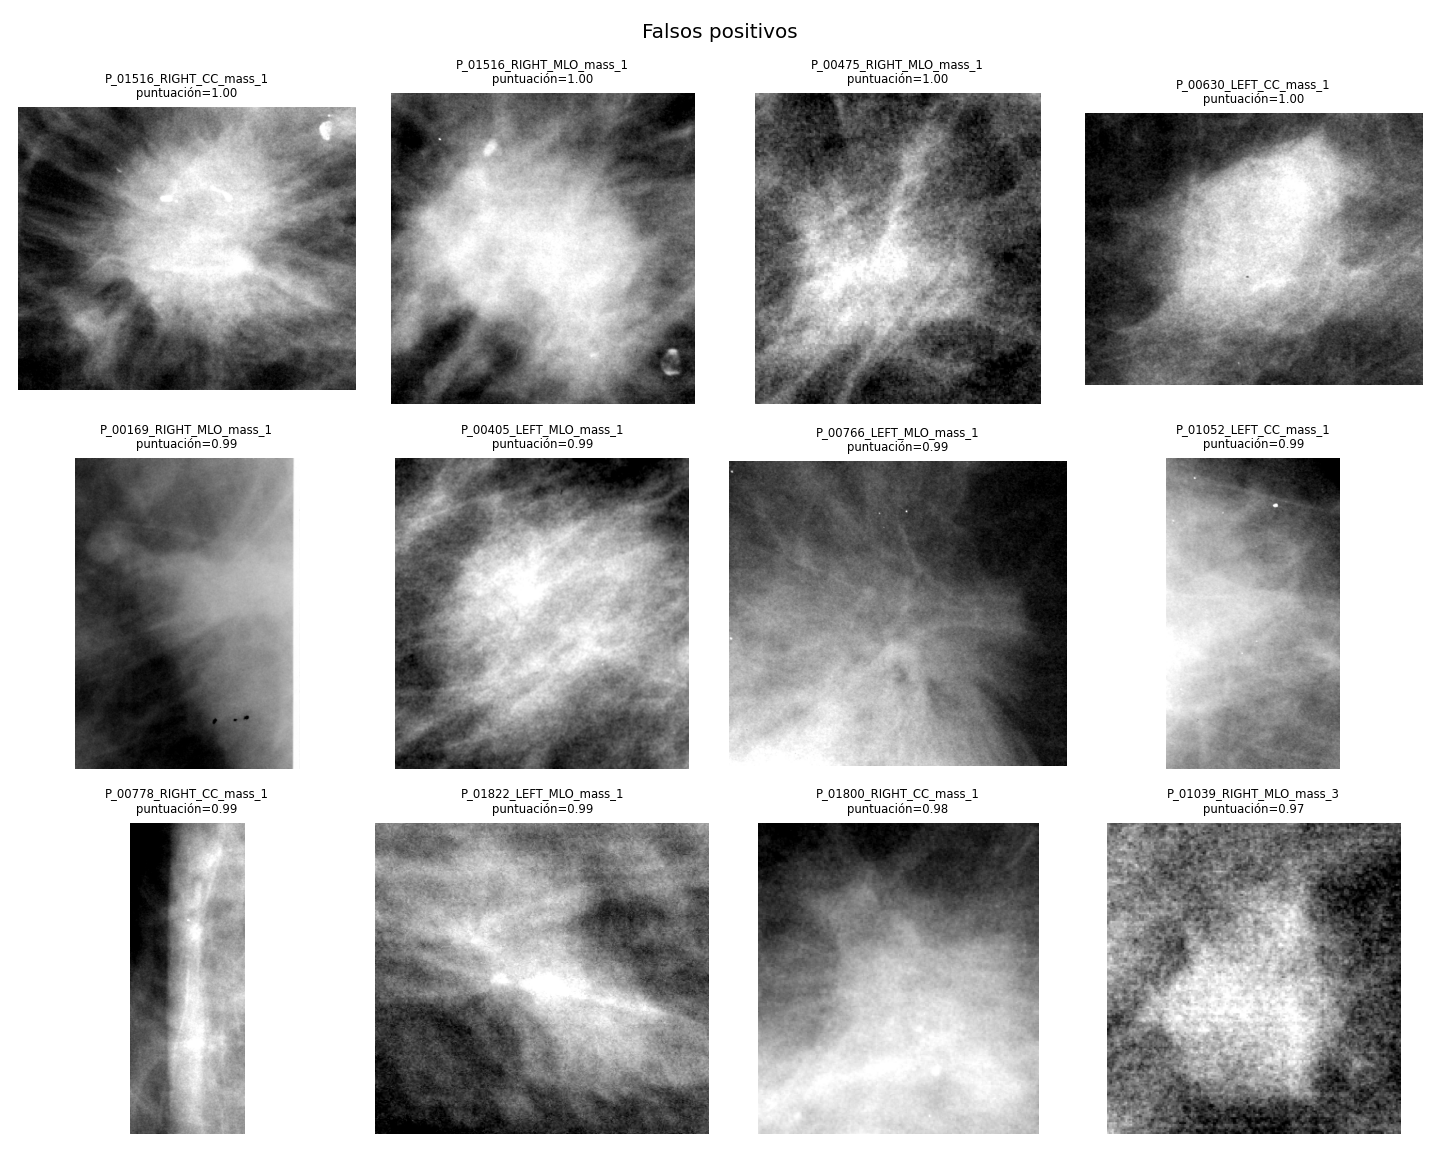 Falsos positivos
P_01516_RIGHT_CC_mass_1
puntuación=1.00
P_01516_RIGHT_MLO_mass_1
puntuación=1.00
P_00475_RIGHT_MLO_mass_1
puntuación=1.00
P_00630_LEFT_CC_mass_1
puntuación=1.00
P_00169_RIGHT_MLO_mass_1
puntuación=0.99
P_00405_LEFT_MLO_mass_1
puntuación=0.99
P_00766_LEFT_MLO_mass_1
puntuación=0.99
P_01052_LEFT_CC_mass_1
puntuación=0.99
P_00778_RIGHT_CC_mass_1
puntuación=0.99
P_01822_LEFT_MLO_mass_1
puntuación=0.99
P_01800_RIGHT_CC_mass_1
puntuación=0.98
P_01039_RIGHT_MLO_mass_3
puntuación=0.97